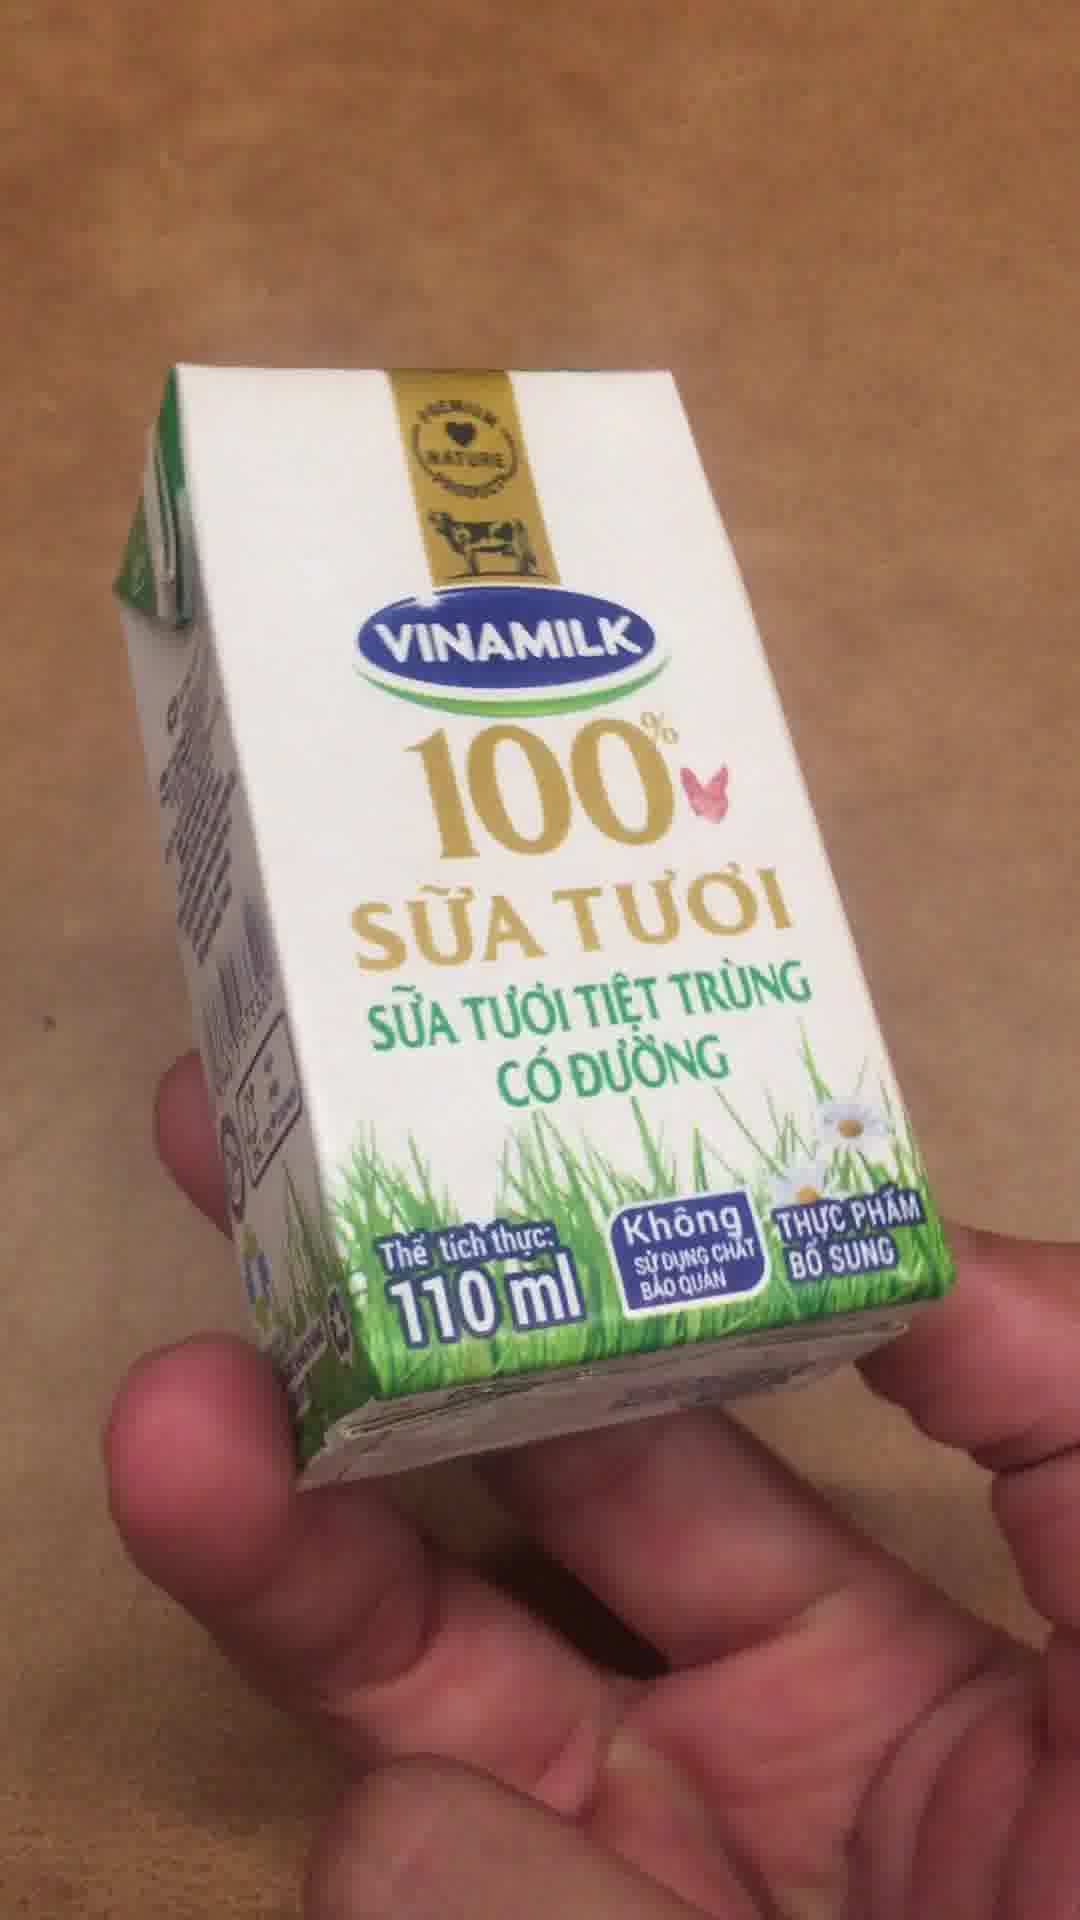 PREMIUM
NATURE
PRODUCT
VINAMILK
100%
SỮA TƯƠI
SỮA TƯƠI TIỆT TRÙNG
CÓ ĐƯỜNG
Thể tích thực:
110 ml
Không
SỬ DỤNG CHẤT
BẢO QUẢN
THỰC PHẨM
BỔ SUNG